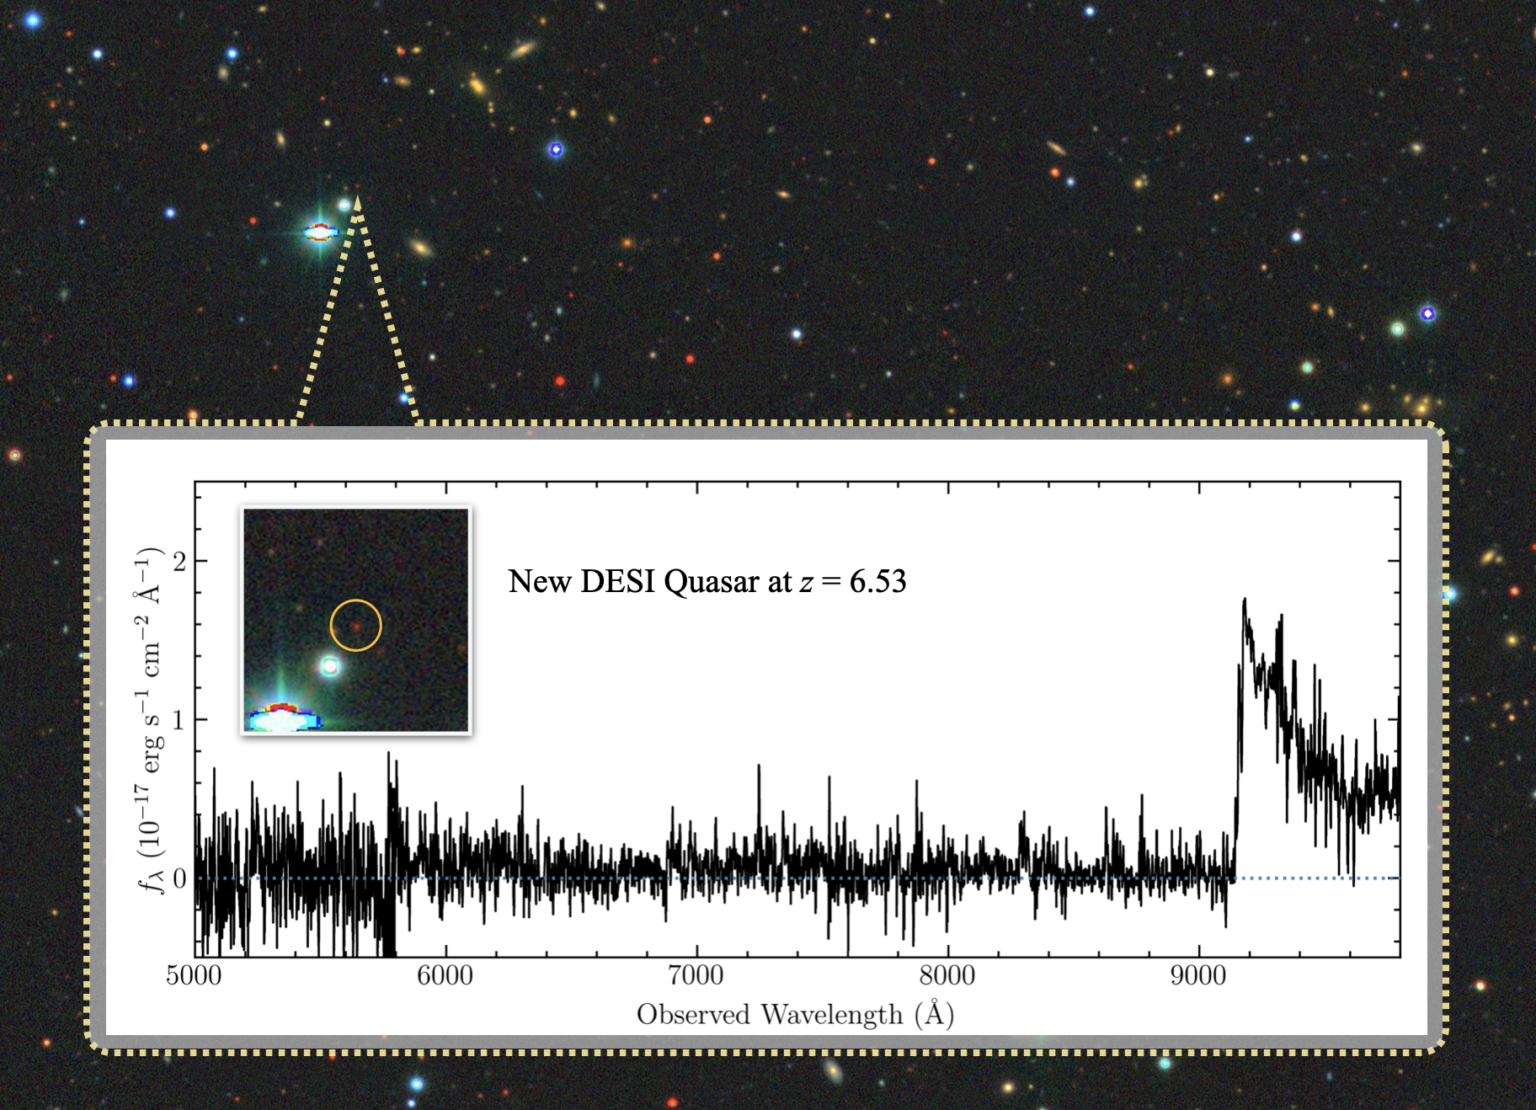 New DESI Quasar at z = 6.53
fλ (10⁻¹⁷ erg s⁻¹ cm⁻² Å⁻¹)
2
1
0
5000 6000 7000 8000 9000
Observed Wavelength (Å)